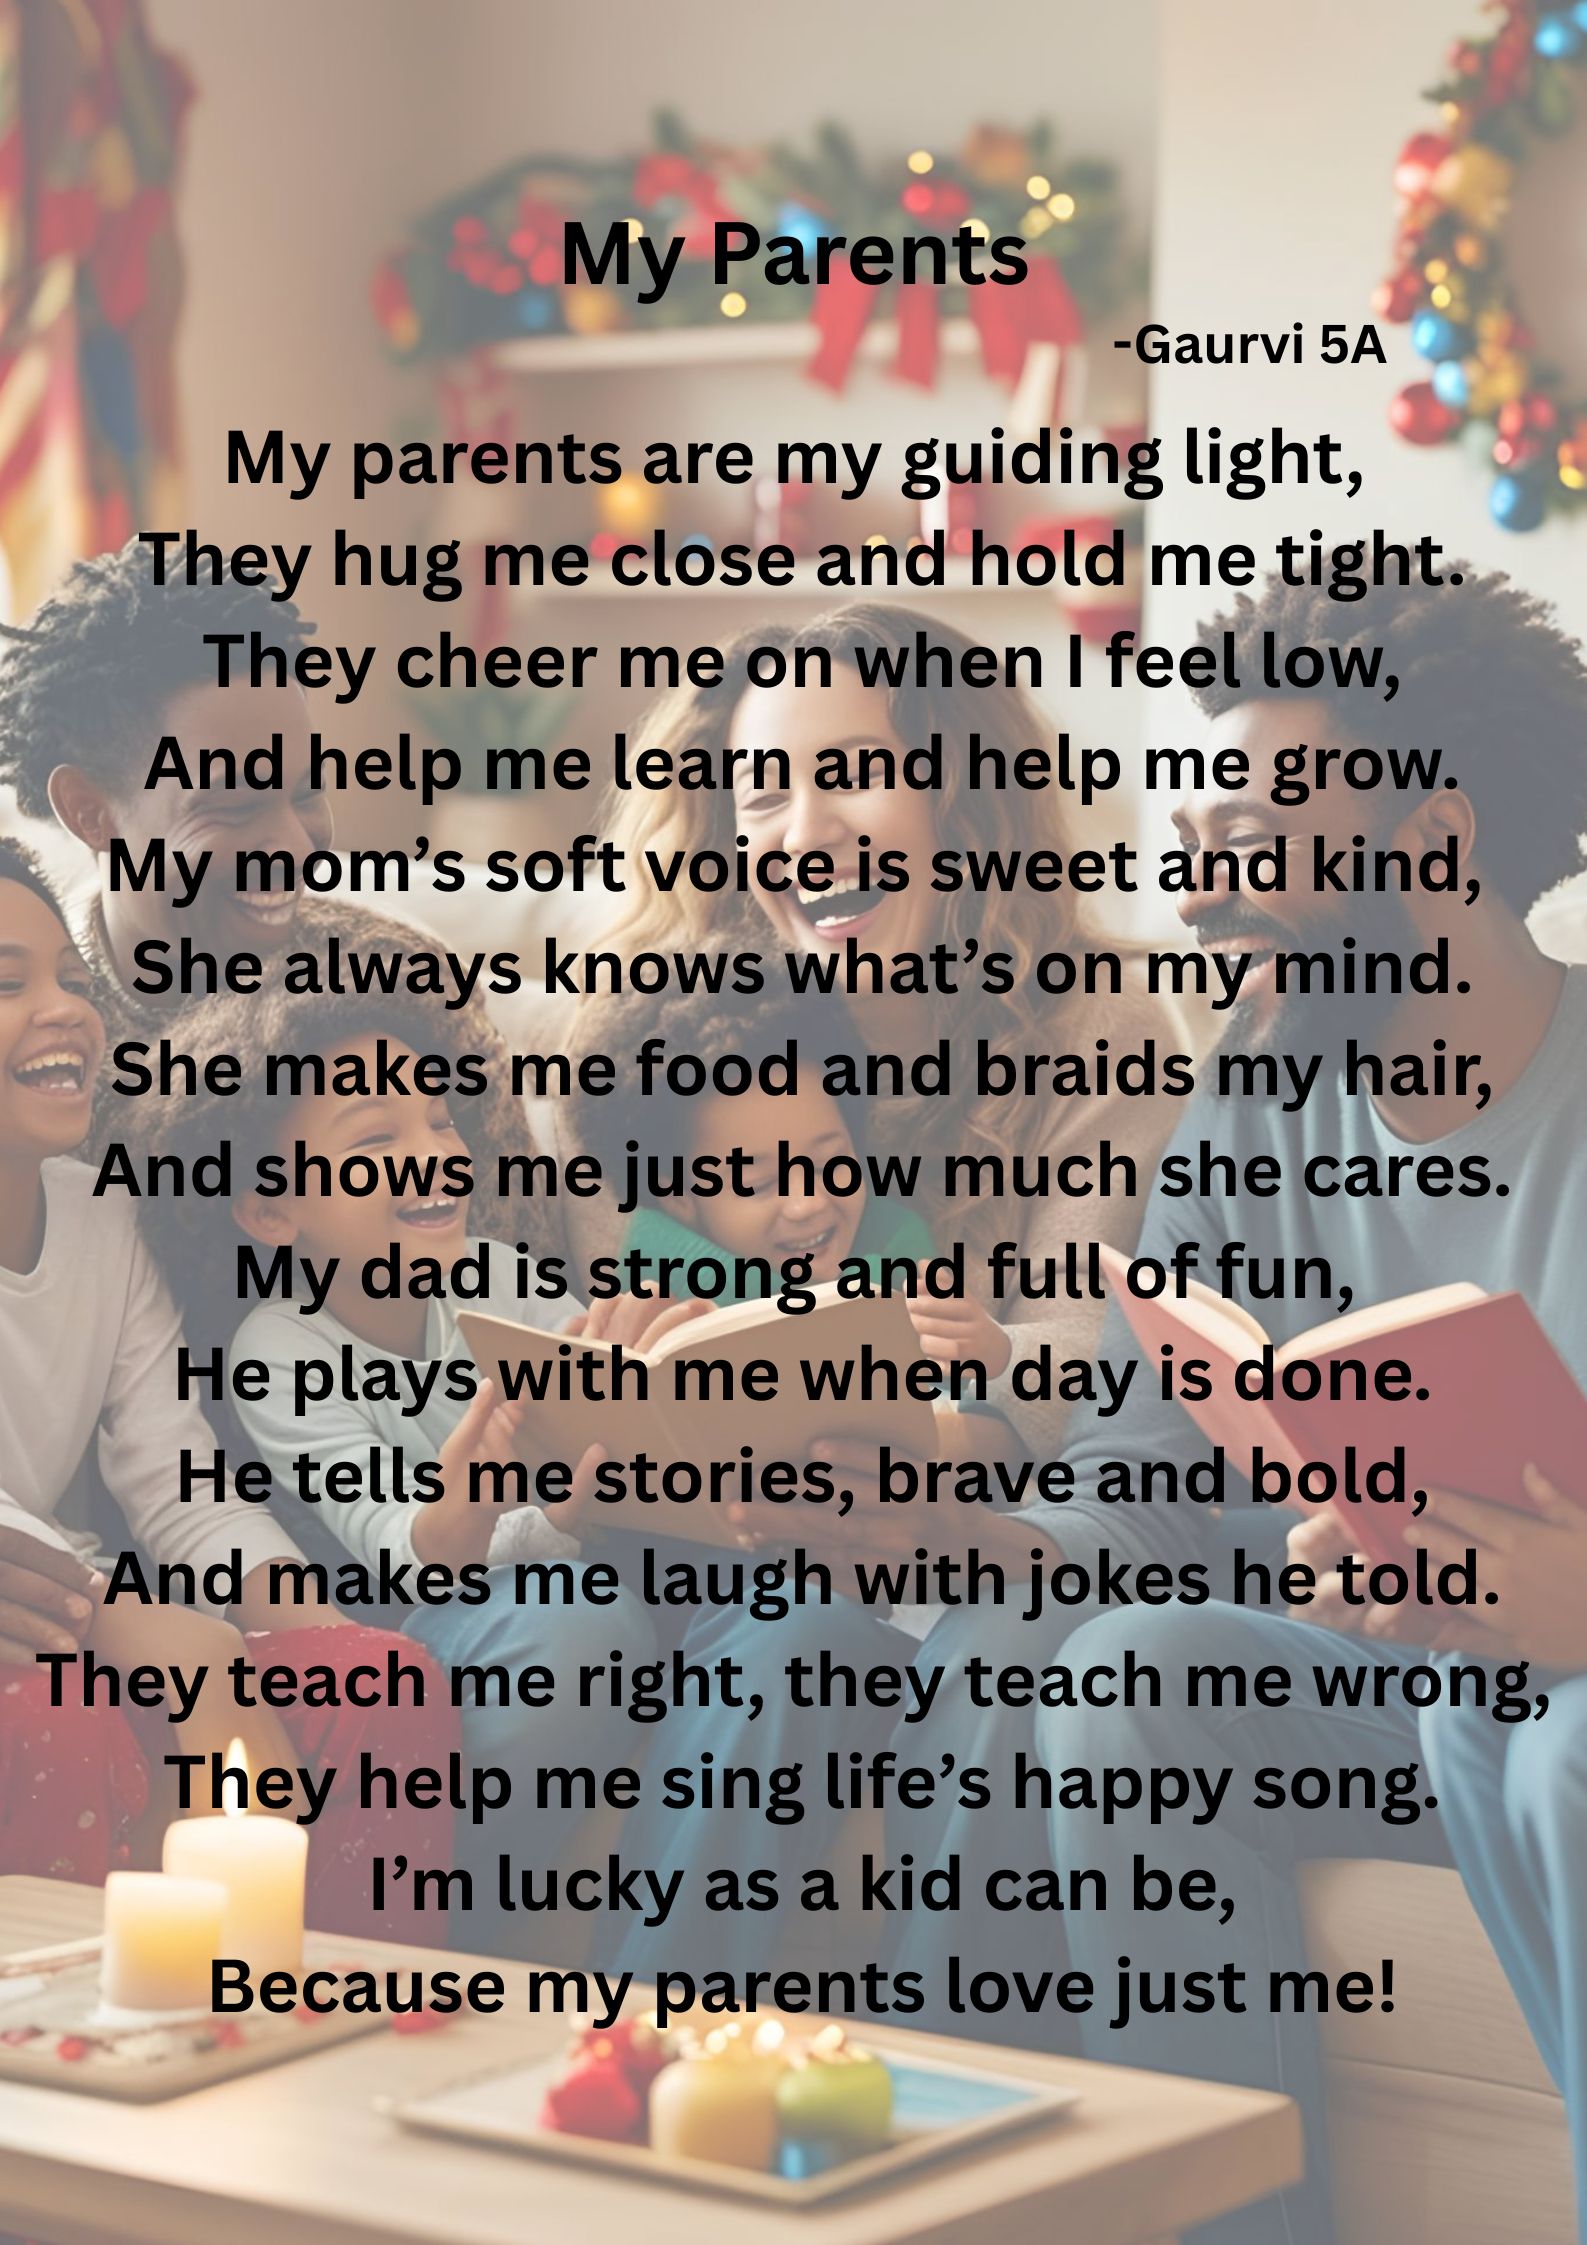 My Parents
-Gaurvi 5A
My parents are my guiding light,
They hug me close and hold me tight.
They cheer me on when I feel low,
And help me learn and help me grow.
My mom’s soft voice is sweet and kind,
She always knows what’s on my mind.
She makes me food and braids my hair,
And shows me just how much she cares.
My dad is strong and full of fun,
He plays with me when day is done.
He tells me stories, brave and bold,
And makes me laugh with jokes he told.
They teach me right, they teach me wrong,
They help me sing life’s happy song.
I’m lucky as a kid can be,
Because my parents love just me!